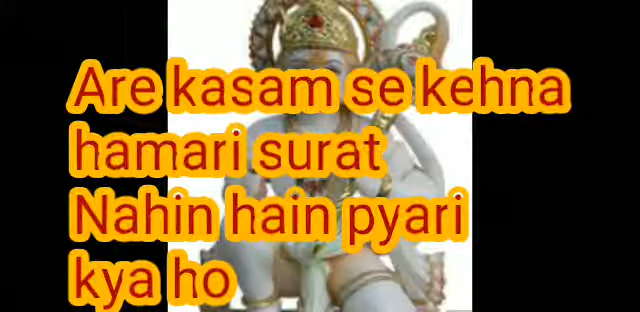 Are kasam se kehna
hamari surat
Nahin hain pyari
kya ho